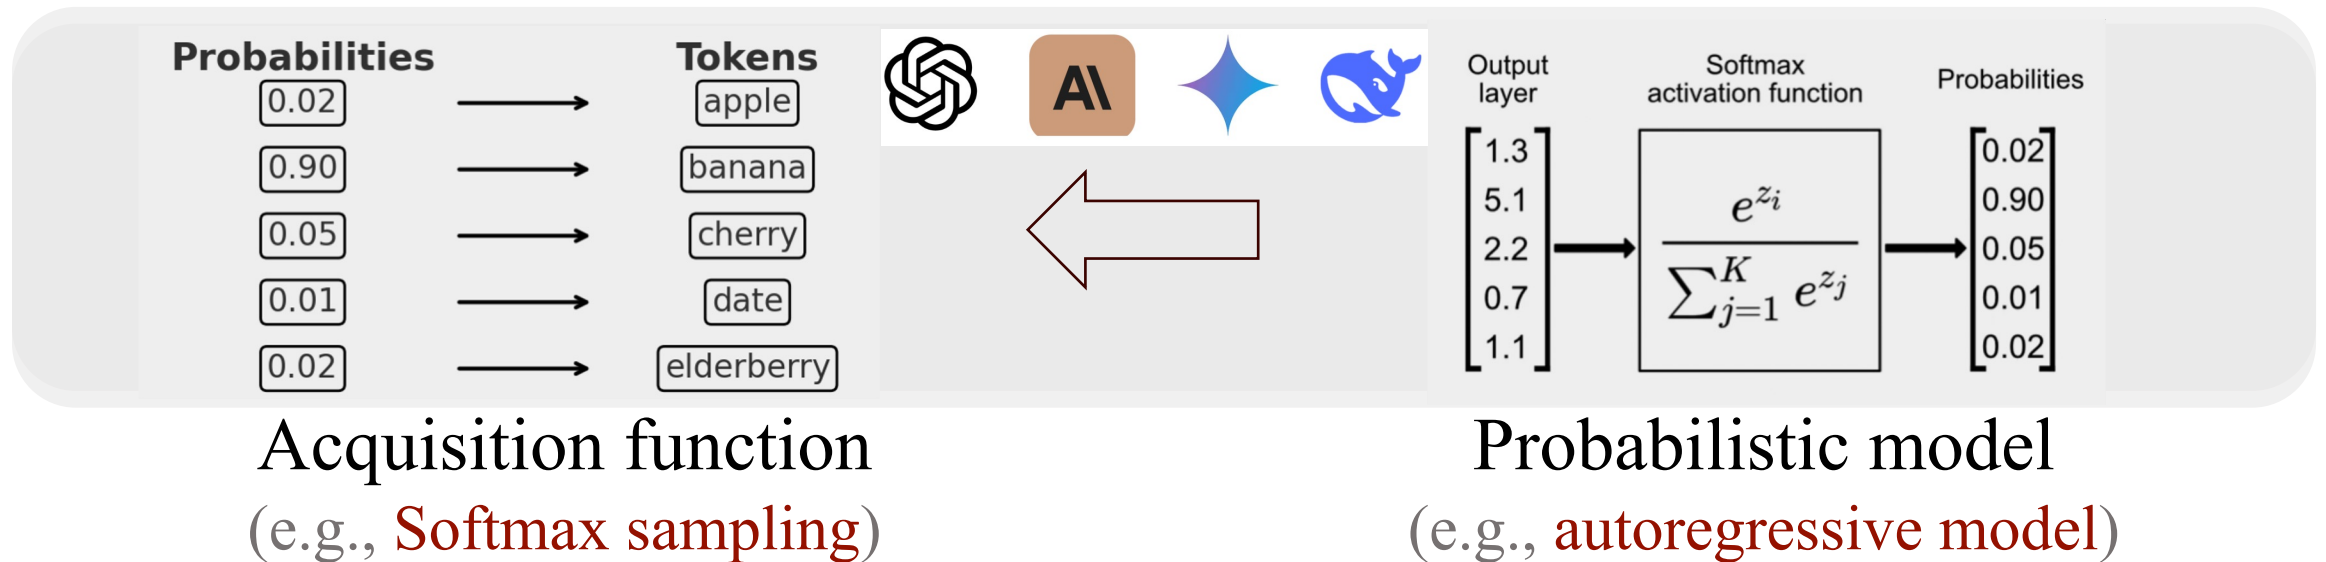 Probabilities Tokens
0.02 apple
0.90 banana
0.05 cherry
0.01 date
0.02 elderberry
A\
Output
layer
Softmax
activation function
Probabilities
1.3
5.1
2.2
0.7
1.1
e^{z_i}
∑_{j=1}^{K} e^{z_j}
0.02
0.90
0.05
0.01
0.02
Acquisition function
(e.g., Softmax sampling)
Probabilistic model
(e.g., autoregressive model)